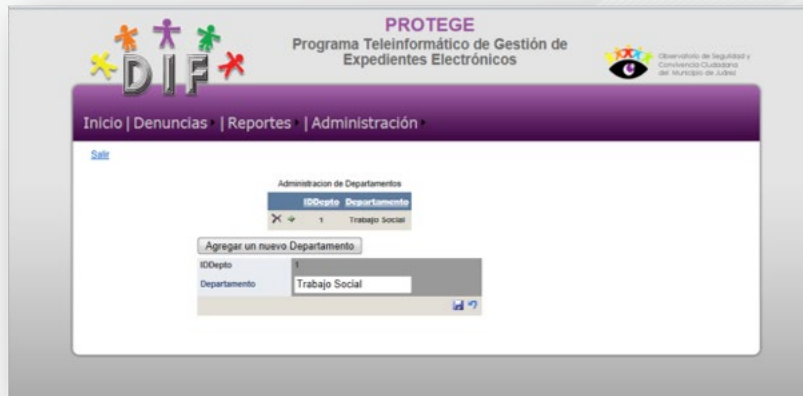 PROTEGE
Programa Teleinformático de Gestión de
Expedientes Electrónicos
DIF
Observatorio de Seguridad y
Convivencia Ciudadana
del Municipio de Juárez
Inicio | Denuncias | Reportes | Administración
Salir
Administracion de Departamentos
IDDepto Departamento
1 Trabajo Social
Agregar un nuevo Departamento
IDDepto 1
Departamento Trabajo Social